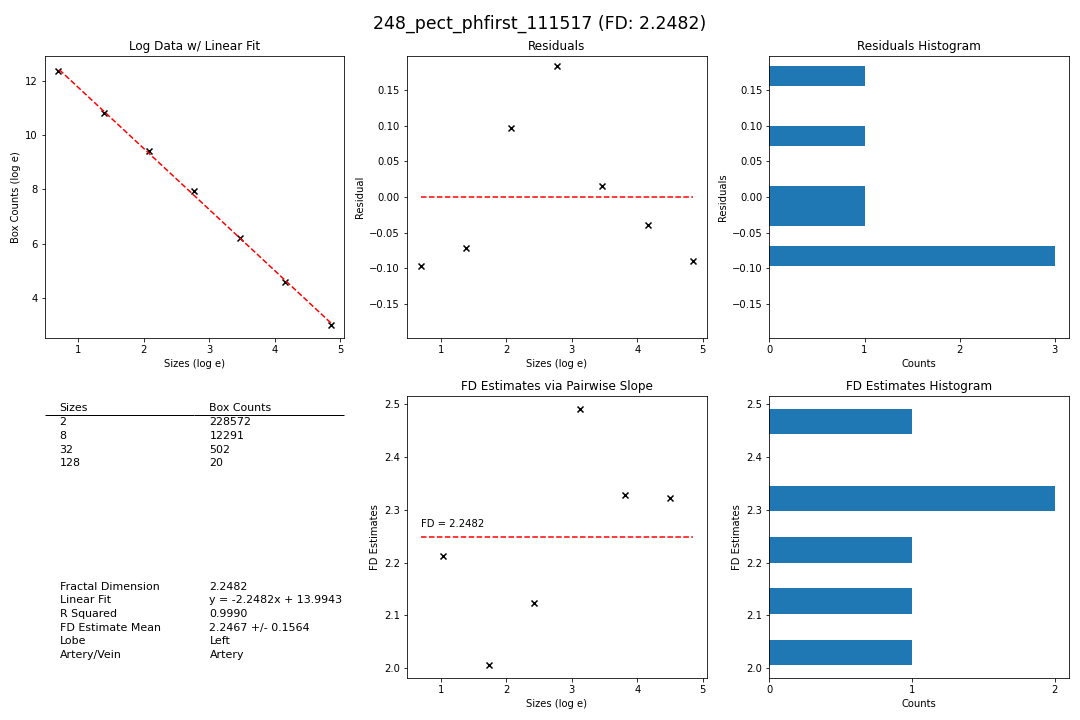 248_pect_phfirst_111517 (FD: 2.2482)
Log Data w/ Linear Fit
12
10
8
6
4
Box Counts (log e)
1 2 3 4 5
Sizes (log e)
Residuals
0.15
0.10
0.05
0.00
−0.05
−0.10
−0.15
Residual
1 2 3 4 5
Sizes (log e)
Residuals Histogram
0.15
0.10
0.05
0.00
−0.05
−0.10
−0.15
Residuals
0 1 2 3
Counts
Sizes Box Counts
2 228572
8 12291
32 502
128 20
Fractal Dimension 2.2482
Linear Fit y = -2.2482x + 13.9943
R Squared 0.9990
FD Estimate Mean 2.2467 +/- 0.1564
Lobe Left
Artery/Vein Artery
FD Estimates via Pairwise Slope
2.5
2.4
2.3
2.2
2.1
2.0
FD Estimates
FD = 2.2482
1 2 3 4 5
Sizes (log e)
FD Estimates Histogram
2.5
2.4
2.3
2.2
2.1
2.0
FD Estimates
0 1 2
Counts